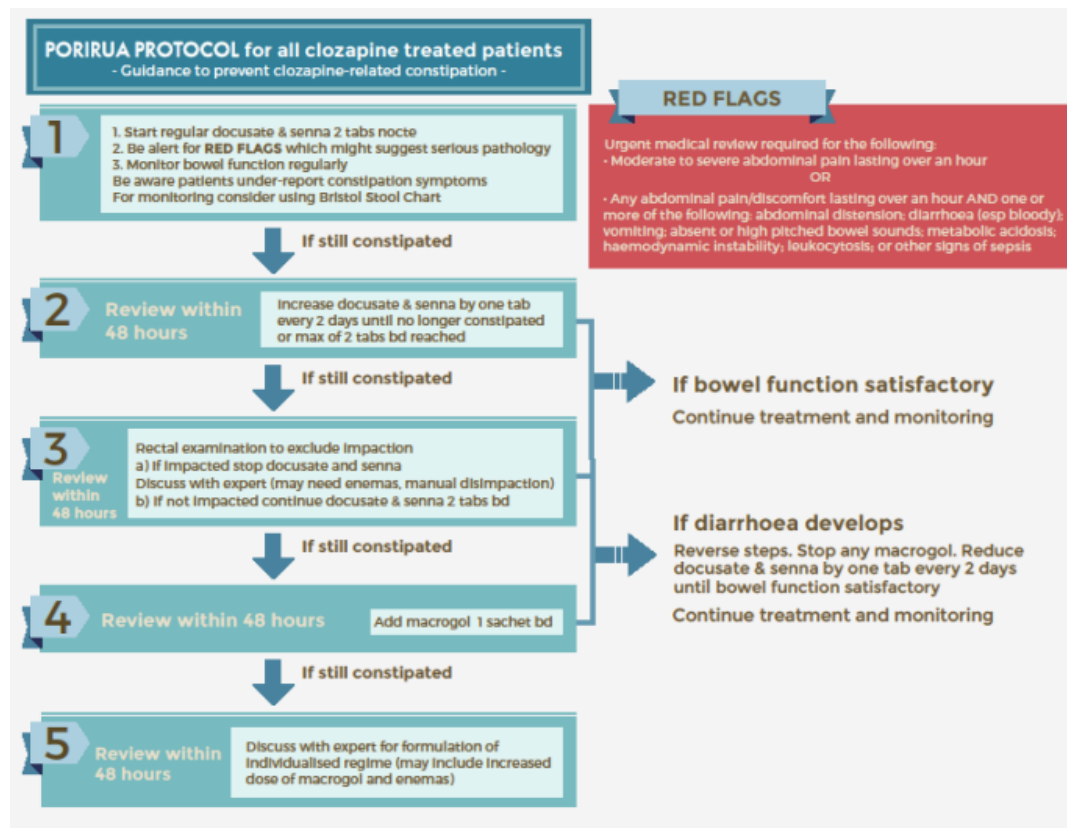 PORIRUA PROTOCOL for all clozapine treated patients
- Guidance to prevent clozapine-related constipation -
1
1. Start regular docusate & senna 2 tabs nocte
2. Be alert for RED FLAGS which might suggest serious pathology
3. Monitor bowel function regularly
Be aware patients under-report constipation symptoms
For monitoring consider using Bristol Stool Chart
RED FLAGS
Urgent medical review required for the following:
• Moderate to severe abdominal pain lasting over an hour
OR
• Any abdominal pain/discomfort lasting over an hour AND one or
more of the following: abdominal distension; diarrhoea (esp bloody);
vomiting; absent or high pitched bowel sounds; metabolic acidosis;
haemodynamic instability; leukocytosis; or other signs of sepsis
If still constipated
2
Review within
48 hours
Increase docusate & senna by one tab
every 2 days until no longer constipated
or max of 2 tabs bd reached
If still constipated
3
Review
within
48 hours
Rectal examination to exclude impaction
a) If impacted stop docusate and senna
Discuss with expert (may need enemas, manual disimpaction)
b) If not impacted continue docusate & senna 2 tabs bd
If still constipated
4
Review within 48 hours
Add macrogol 1 sachet bd
If still constipated
5
Review within
48 hours
Discuss with expert for formulation of
individualised regime (may include increased
dose of macrogol and enemas)
If bowel function satisfactory
Continue treatment and monitoring
If diarrhoea develops
Reverse steps. Stop any macrogol. Reduce
docusate & senna by one tab every 2 days
until bowel function satisfactory
Continue treatment and monitoring